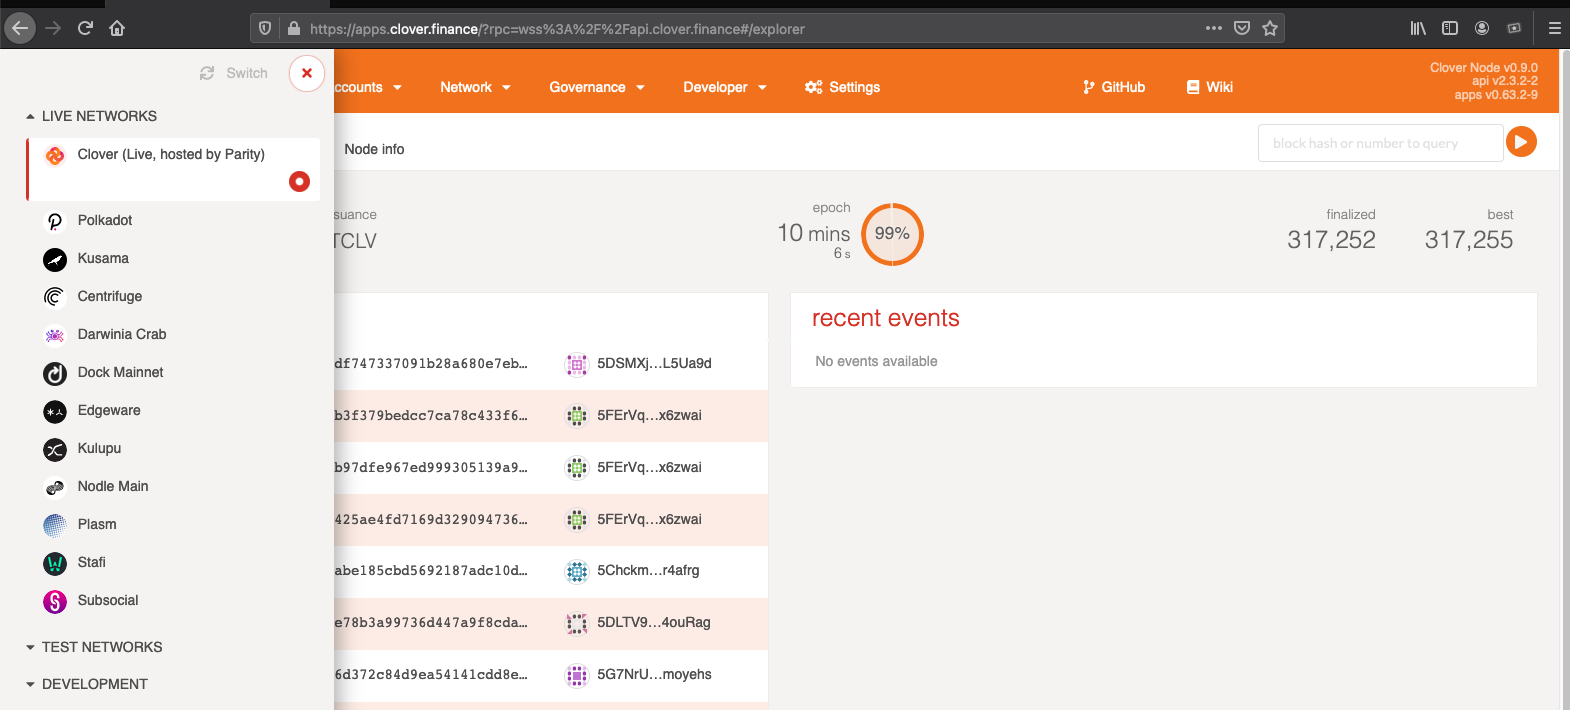 https://apps.clover.finance/?rpc=wss%3A%2F%2Fapi.clover.finance#/explorer
Switch
LIVE NETWORKS
Clover (Live, hosted by Parity)
Polkadot
Kusama
Centrifuge
Darwinia Crab
Dock Mainnet
Edgeware
Kulupu
Nodle Main
Plasm
Stafi
Subsocial
TEST NETWORKS
DEVELOPMENT
ccounts Network Governance Developer Settings GitHub Wiki
Clover Node v0.9.0
api v2.3.2-2
apps v0.63.2-9
Node info
block hash or number to query
suance
TCLV
epoch
10 mins
6 s
99%
finalized
317,252
best
317,255
df747337091b28a680e7eb… 5DSMXj…L5Ua9d
b3f379bedcc7ca78c433f6… 5FErVq…x6zwai
b97dfe967ed999305139a9… 5FErVq…x6zwai
425ae4fd7169d329094736… 5FErVq…x6zwai
abe185cbd5692187adc10d… 5Chckm…r4afrg
e78b3a99736d447a9f8cda… 5DLTV9…4ouRag
6d372c84d9ea54141cdd8e… 5G7NrU…moyehs
recent events
No events available